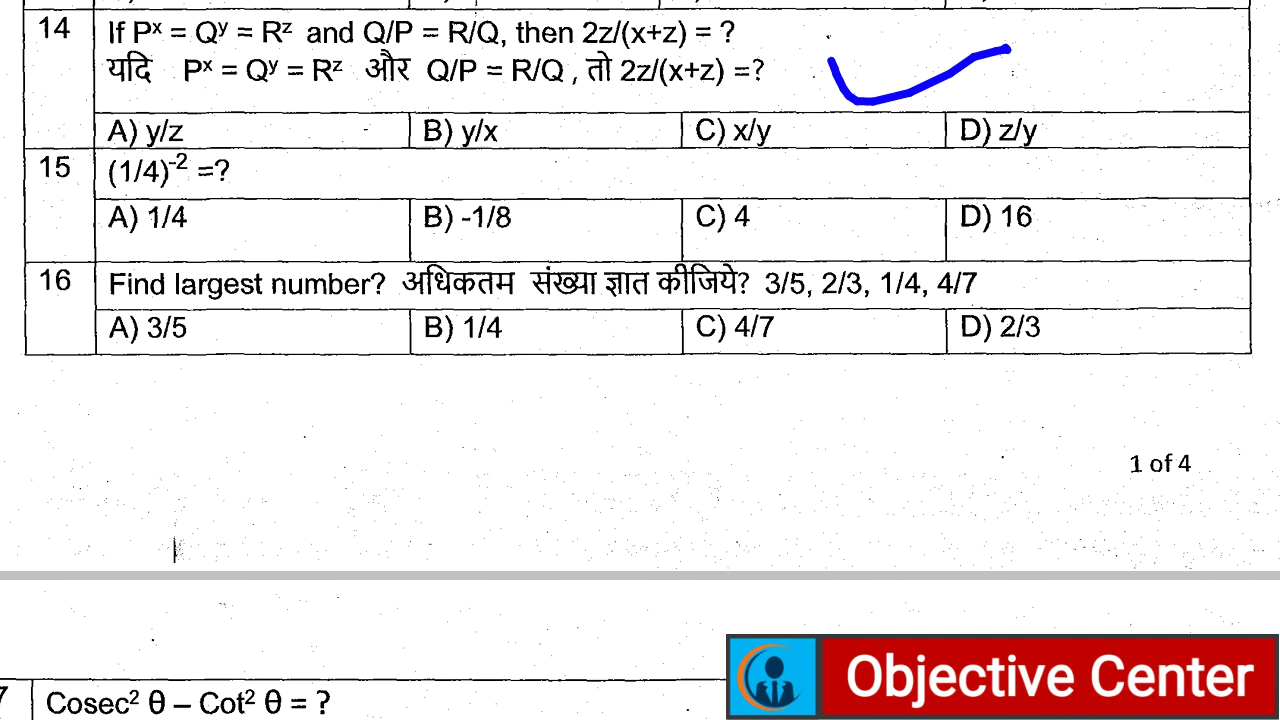 14 If Pˣ = Qʸ = Rᶻ and Q/P = R/Q, then 2z/(x+z) = ?
यदि Pˣ = Qʸ = Rᶻ और Q/P = R/Q , तो 2z/(x+z) =?
A) y/z B) y/x C) x/y D) z/y
15 (1/4)⁻² =?
A) 1/4 B) -1/8 C) 4 D) 16
16 Find largest number? अधिकतम संख्या ज्ञात कीजिये? 3/5, 2/3, 1/4, 4/7
A) 3/5 B) 1/4 C) 4/7 D) 2/3
1 of 4
7 Cosec² θ – Cot² θ = ?
Objective Center